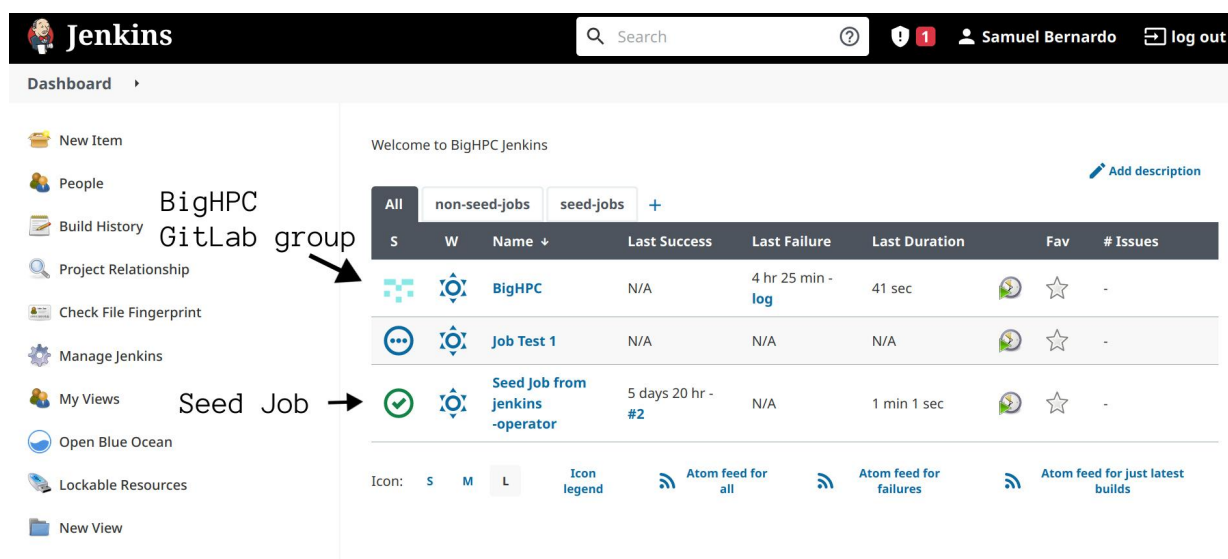 Jenkins
Search
1
Samuel Bernardo
log out
Dashboard
New Item
People
Build History
Project Relationship
Check File Fingerprint
Manage Jenkins
My Views
Open Blue Ocean
Lockable Resources
New View
BigHPC
GitLab group
Seed Job
Welcome to BigHPC Jenkins
Add description
All non-seed-jobs seed-jobs +
S W Name ↓ Last Success Last Failure Last Duration Fav # Issues
BigHPC N/A 4 hr 25 min - 41 sec -
log
Job Test 1 N/A N/A N/A -
Seed Job from
jenkins
-operator
5 days 20 hr -
#2
N/A 1 min 1 sec -
Icon: S M L
Icon
legend
Atom feed for
all
Atom feed for
failures
Atom feed for just latest
builds